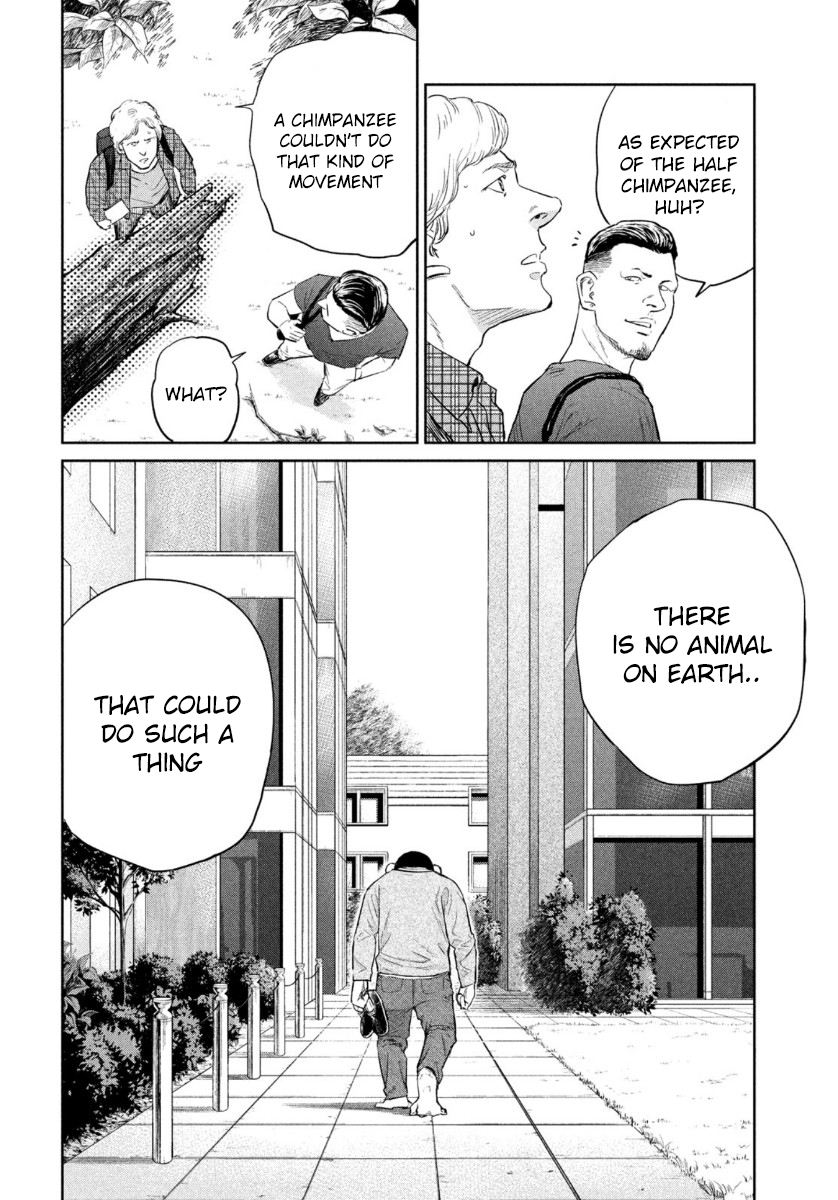 AS EXPECTED
OF THE HALF
CHIMPANZEE,
HUH?
A CHIMPANZEE
COULDN'T DO
THAT KIND OF
MOVEMENT
WHAT?
THERE
IS NO ANIMAL
ON EARTH..
THAT COULD
DO SUCH A
THING